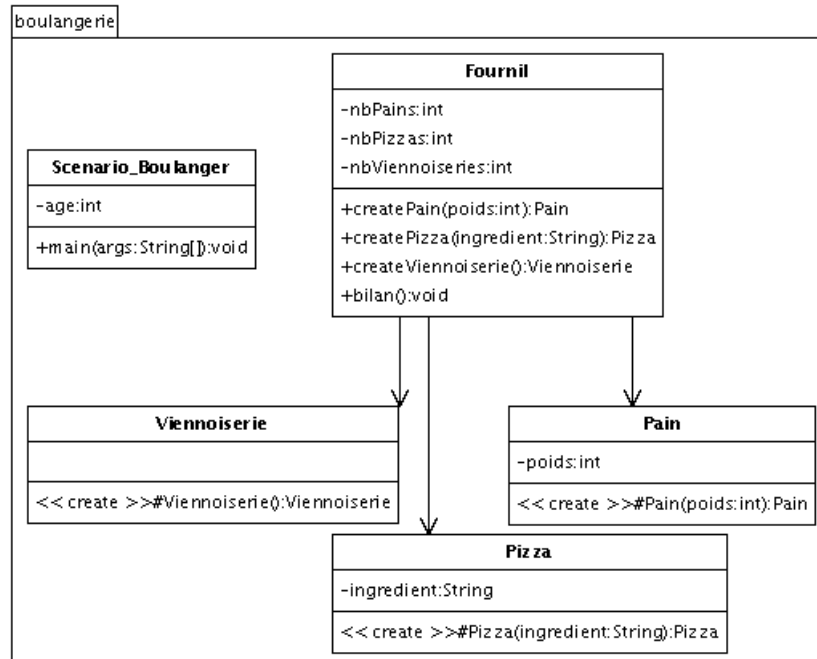 boulangerie
Fournil
-nbPains:int
-nbPizzas:int
-nbViennoiseries:int
+createPain(poids:int):Pain
+createPizza(ingredient:String):Pizza
+createViennoiserie():Viennoiserie
+bilan():void
Scenario_Boulanger
-age:int
+main(args:String[]):void
Viennoiserie
<< create >>#Viennoiserie():Viennoiserie
Pain
-poids:int
<< create >>#Pain(poids:int):Pain
Pizza
-ingredient:String
<< create >>#Pizza(ingredient:String):Pizza